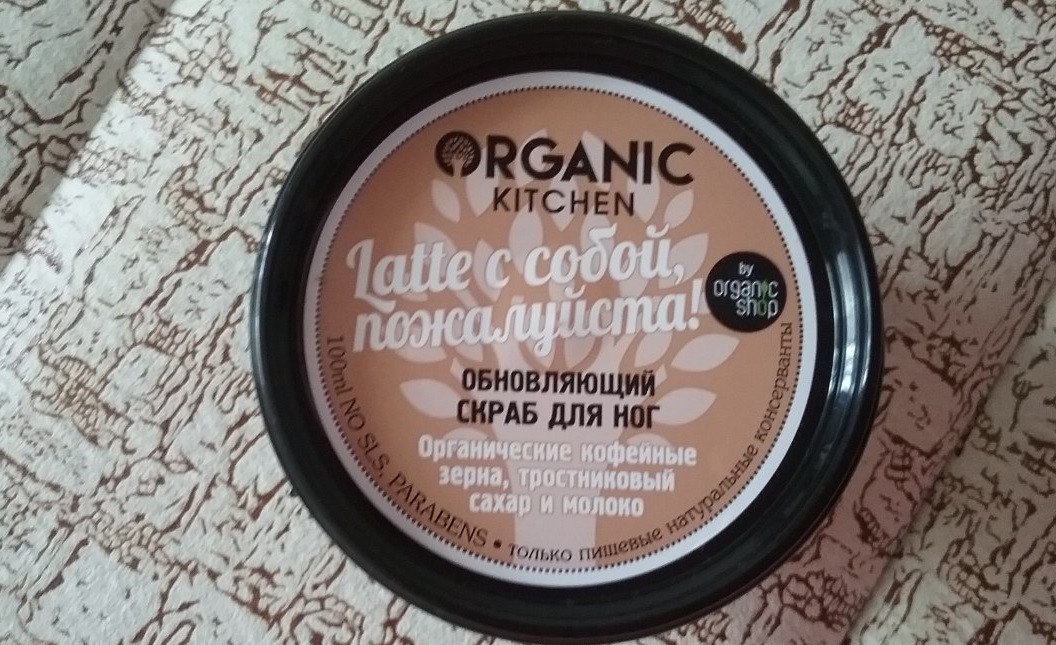 ORGANIC
KITCHEN
Latte с собой,
пожалуйста!
by
organic
shop
ОБНОВЛЯЮЩИЙ
СКРАБ ДЛЯ НОГ
Органические кофейные
зерна, тростниковый
сахар и молоко
100ml NO SLS, PARABENS • только пищевые натуральные консерванты